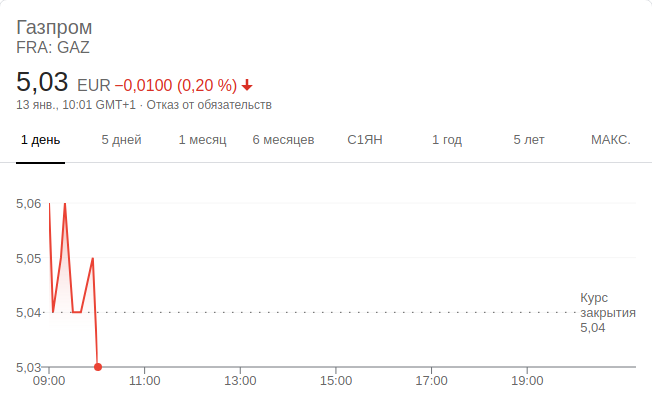 Газпром
FRA: GAZ
5,03 EUR −0,0100 (0,20 %)
13 янв., 10:01 GMT+1 · Отказ от обязательств
1 день 5 дней 1 месяц 6 месяцев С1ЯН 1 год 5 лет МАКС.
5,06
5,05
Курс
5,04 закрытия
5,04
5,03
09:00 11:00 13:00 15:00 17:00 19:00